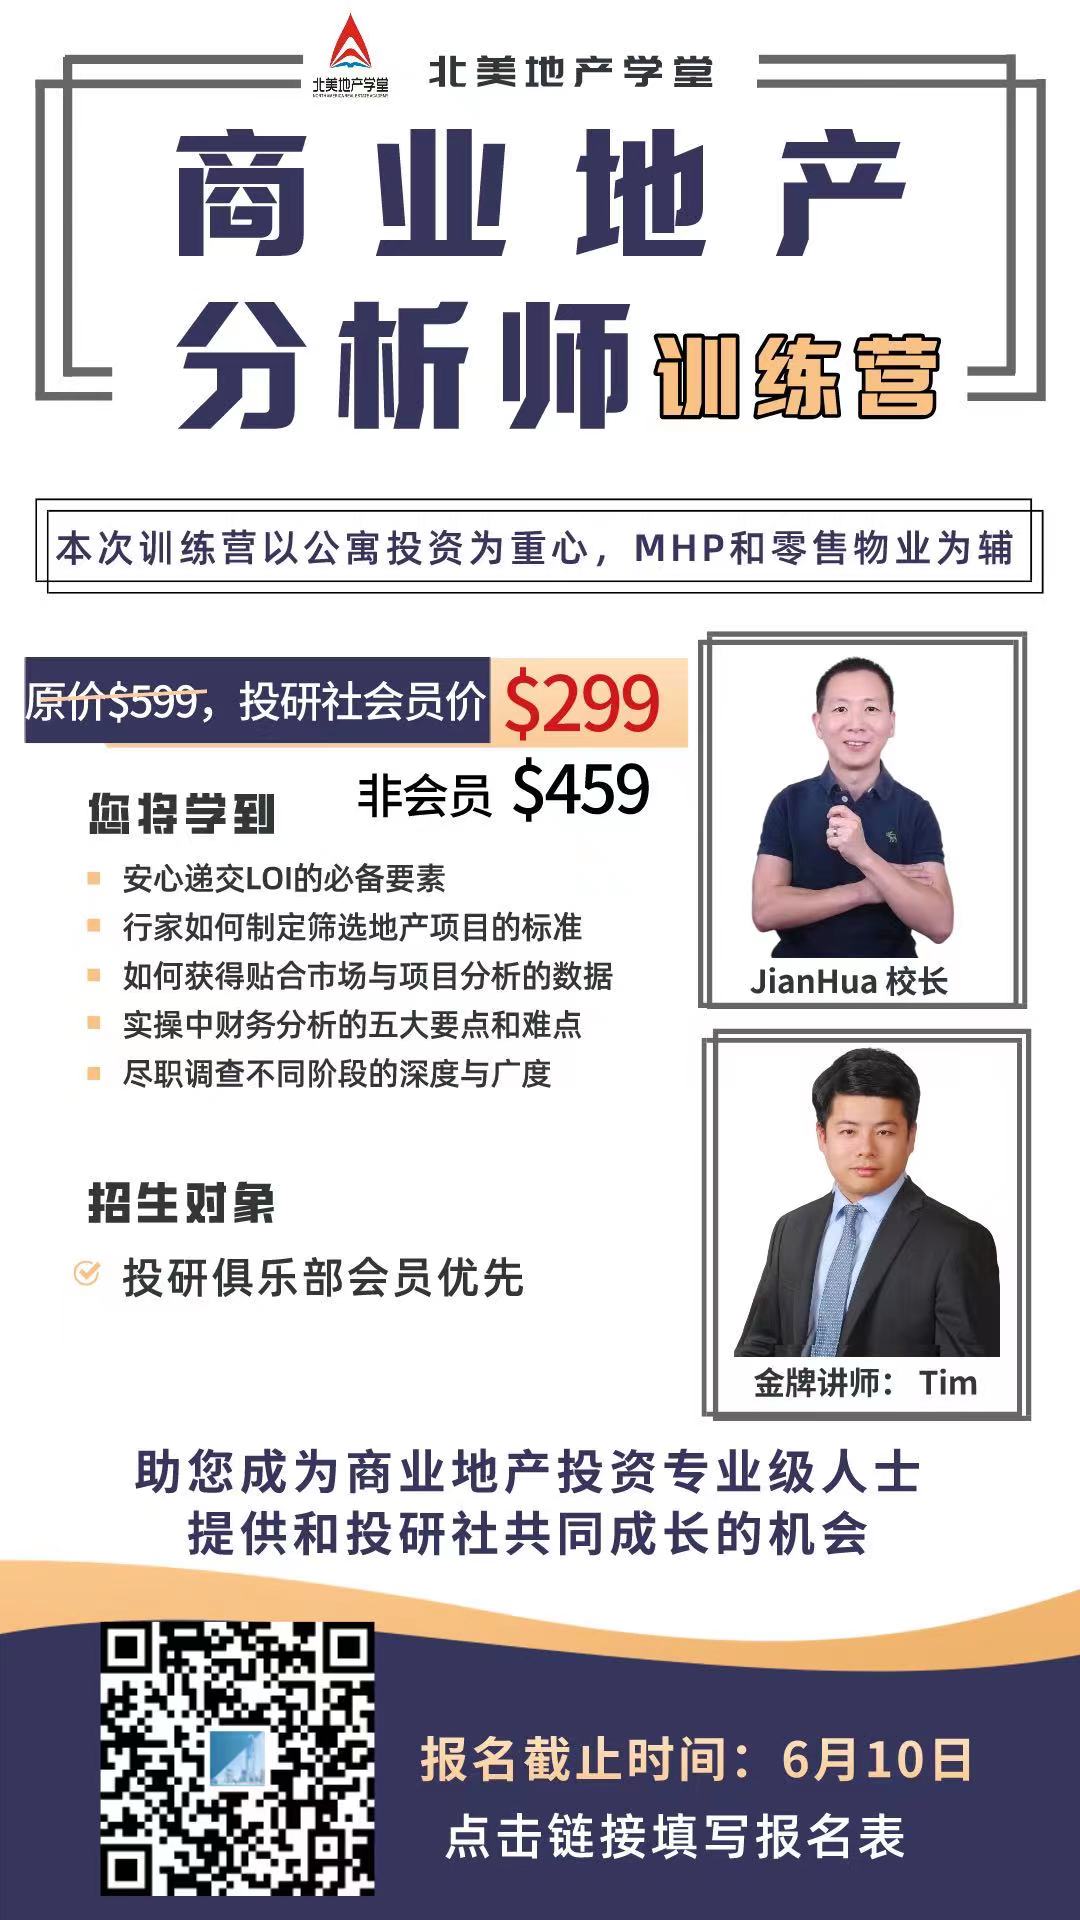 北美地产学堂
NORTH AMERICA REAL ESTATE ACADEMY
北美地产学堂
商业地产
分析师训练营
本次训练营以公寓投资为重心，MHP和零售物业为辅
原价$599，投研社会员价 $299
非会员 $459
您将学到
安心递交LOI的必备要素
行家如何制定筛选地产项目的标准
如何获得贴合市场与项目分析的数据
实操中财务分析的五大要点和难点
尽职调查不同阶段的深度与广度
JianHua 校长
招生对象
投研俱乐部会员优先
金牌讲师： Tim
助您成为商业地产投资专业级人士
提供和投研社共同成长的机会
报名截止时间：6月10日
点击链接填写报名表